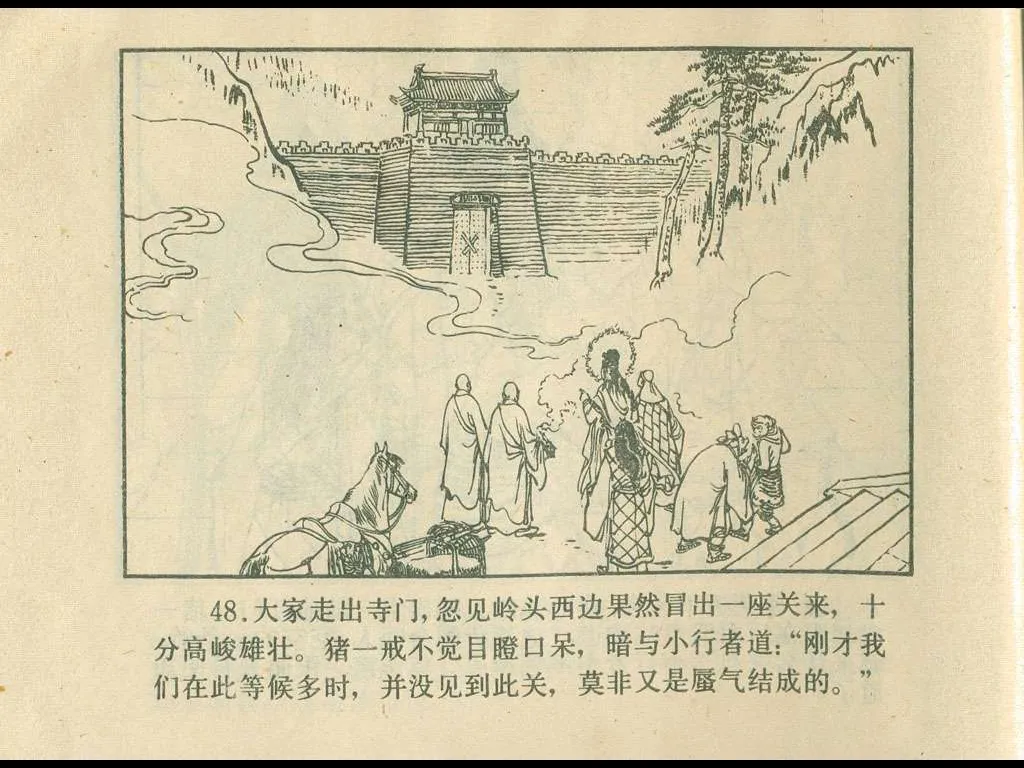 48.大家走出寺门，忽见岭头西边果然冒出一座关来，十
分高峻雄壮。猪一戒不觉目瞪口呆，暗与小行者道：“刚才我
们在此等候多时，并没见到此关，莫非又是蜃气结成的。”